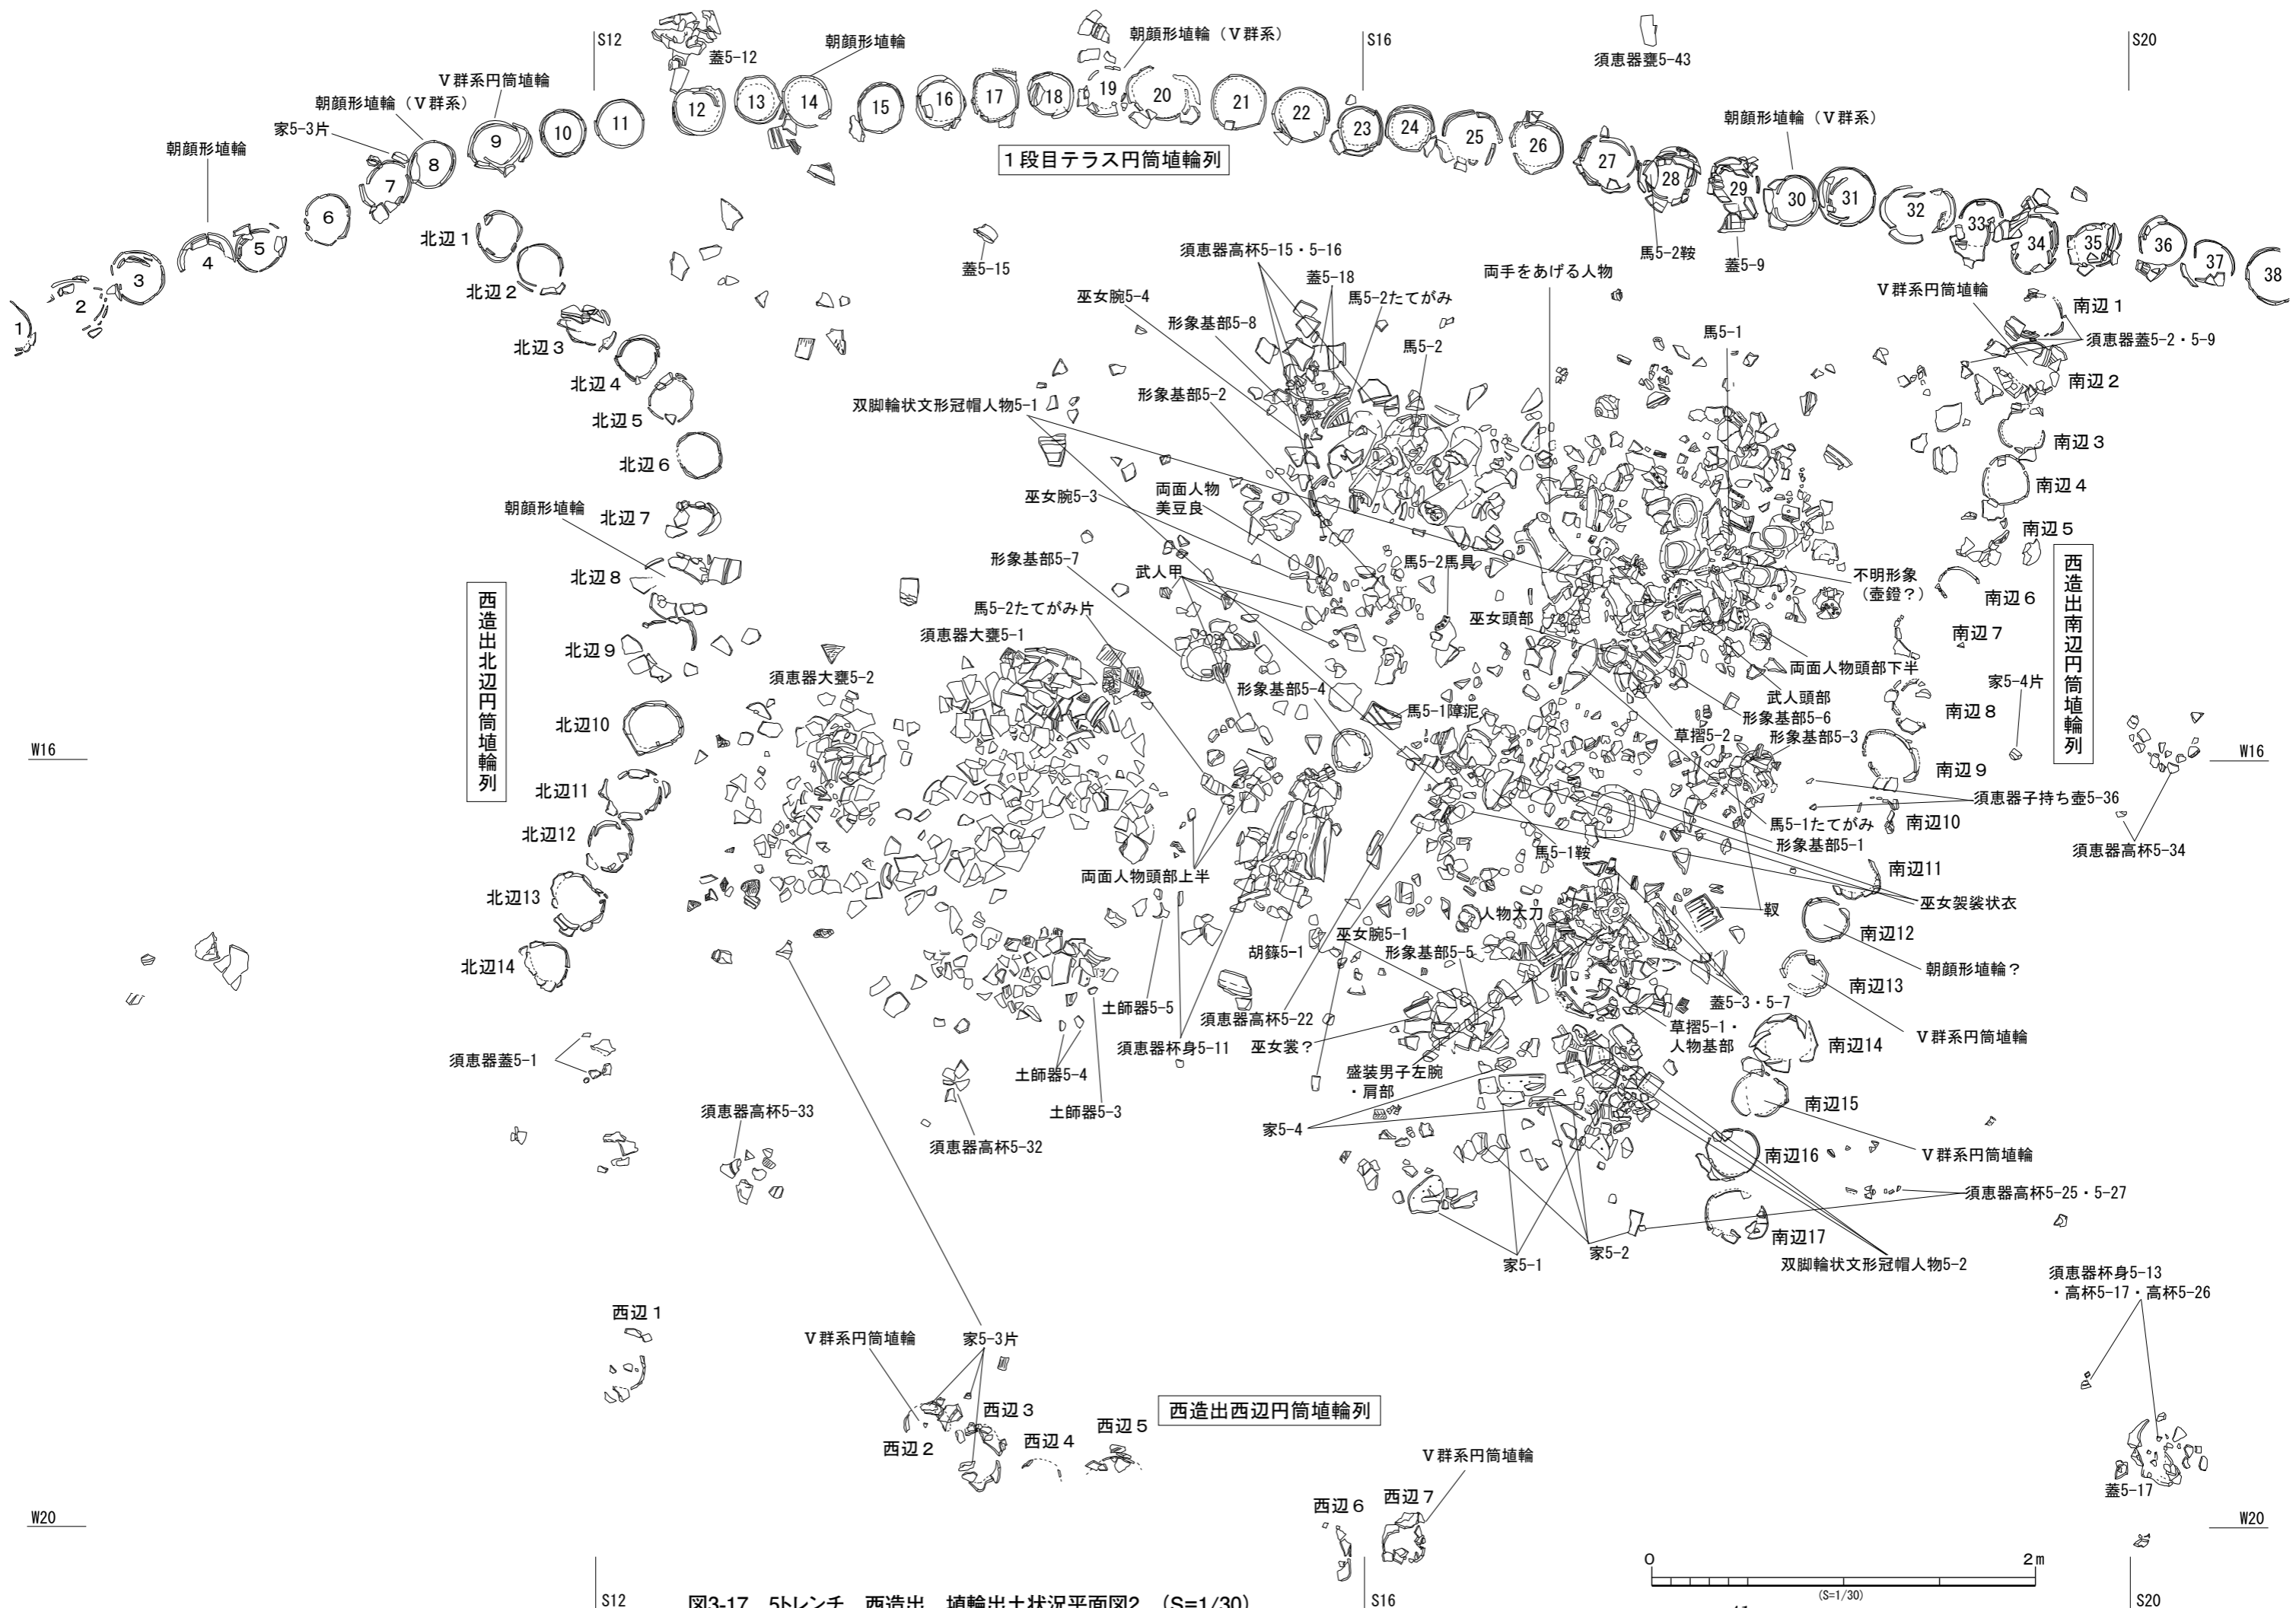 S12
S16
S20
蓋5-12
朝顔形埴輪
朝顔形埴輪（Ⅴ群系）
須恵器甕5-43
Ⅴ群系円筒埴輪
朝顔形埴輪（Ⅴ群系）
家5-3片
朝顔形埴輪
朝顔形埴輪（Ⅴ群系）
1
2
3
4
5
6
7
8
9
10
11
12
13
14
15
16
17
18
19
20
21
22
23
24
25
26
27
28
29
30
31
32
33
34
35
36
37
38
１段目テラス円筒埴輪列
馬5-2鞍
蓋5-9
蓋5-15
北辺１
北辺２
北辺３
北辺４
北辺５
北辺６
北辺７
朝顔形埴輪
北辺８
北辺９
北辺10
北辺11
北辺12
北辺13
北辺14
西造出北辺円筒埴輪列
須恵器高杯5-15・5-16
蓋5-18
巫女腕5-4
馬5-2たてがみ
両手をあげる人物
形象基部5-8
馬5-2
馬5-1
形象基部5-2
双脚輪状文形冠帽人物5-1
巫女腕5-3
両面人物
美豆良
形象基部5-7
武人甲
馬5-2馬具
馬5-2たてがみ片
巫女頭部
不明形象
（壺鐙？）
須恵器大甕5-1
須恵器大甕5-2
形象基部5-4
両面人物頭部下半
武人頭部
馬5-1障泥
形象基部5-6
草摺5-2
形象基部5-3
Ⅴ群系円筒埴輪
南辺１
須恵器蓋5-2・5-9
南辺２
南辺３
南辺４
南辺５
南辺６
南辺７
南辺８
南辺９
南辺10
南辺11
南辺12
南辺13
南辺14
南辺15
南辺16
南辺17
西造出南辺円筒埴輪列
家5-4片
W16
W16
須恵器子持ち壺5-36
須恵器高杯5-34
馬5-1たてがみ
形象基部5-1
馬5-1鞍
両面人物頭部上半
巫女袈裟状衣
靫
人物大刀
朝顔形埴輪？
胡籙5-1
巫女腕5-1
形象基部5-5
蓋5-3・5-7
土師器5-5
須恵器高杯5-22
草摺5-1・
人物基部
Ⅴ群系円筒埴輪
須恵器杯身5-11
巫女裳？
須恵器蓋5-1
土師器5-4
盛装男子左腕
・肩部
土師器5-3
須恵器高杯5-33
須恵器高杯5-32
家5-4
Ⅴ群系円筒埴輪
須恵器高杯5-25・5-27
家5-1
家5-2
双脚輪状文形冠帽人物5-2
須恵器杯身5-13
・高杯5-17・高杯5-26
西辺１
Ⅴ群系円筒埴輪
家5-3片
西辺２
西辺３
西辺４
西辺５
西造出西辺円筒埴輪列
Ⅴ群系円筒埴輪
西辺６
西辺７
蓋5-17
W20
W20
0
2m
(S=1/30)
S12
S16
S20
図3-17　5トレンチ　西造出　埴輪出土状況平面図2　(S=1/30)